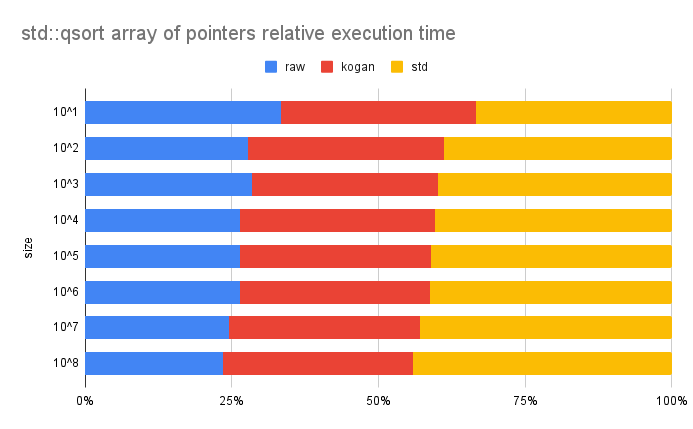 std::qsort array of pointers relative execution time
raw kogan std
10^1
10^2
10^3
10^4
10^5
10^6
10^7
10^8
size
0% 25% 50% 75% 100%